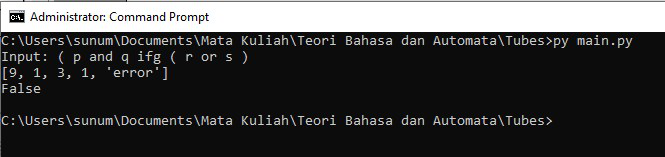 Administrator: Command Prompt
C:\Users\sunum\Documents\Mata Kuliah\Teori Bahasa dan Automata\Tubes>py main.py
Input: ( p and q ifg ( r or s )
[9, 1, 3, 1, 'error']
False
C:\Users\sunum\Documents\Mata Kuliah\Teori Bahasa dan Automata\Tubes>